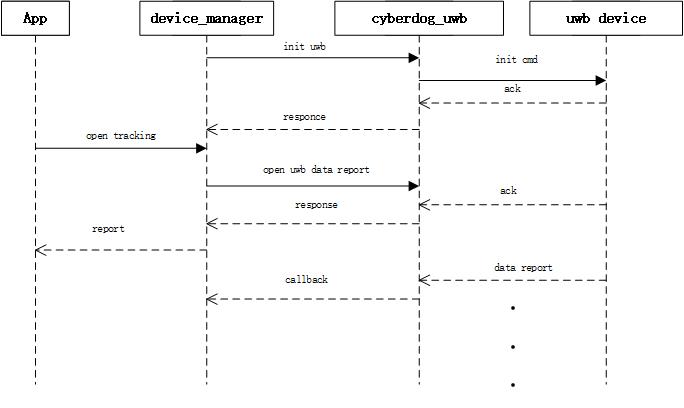 App
device_manager
cyberdog_uwb
uwb device
init uwb
init cmd
ack
responce
open tracking
open uwb data report
ack
response
report
data report
callback